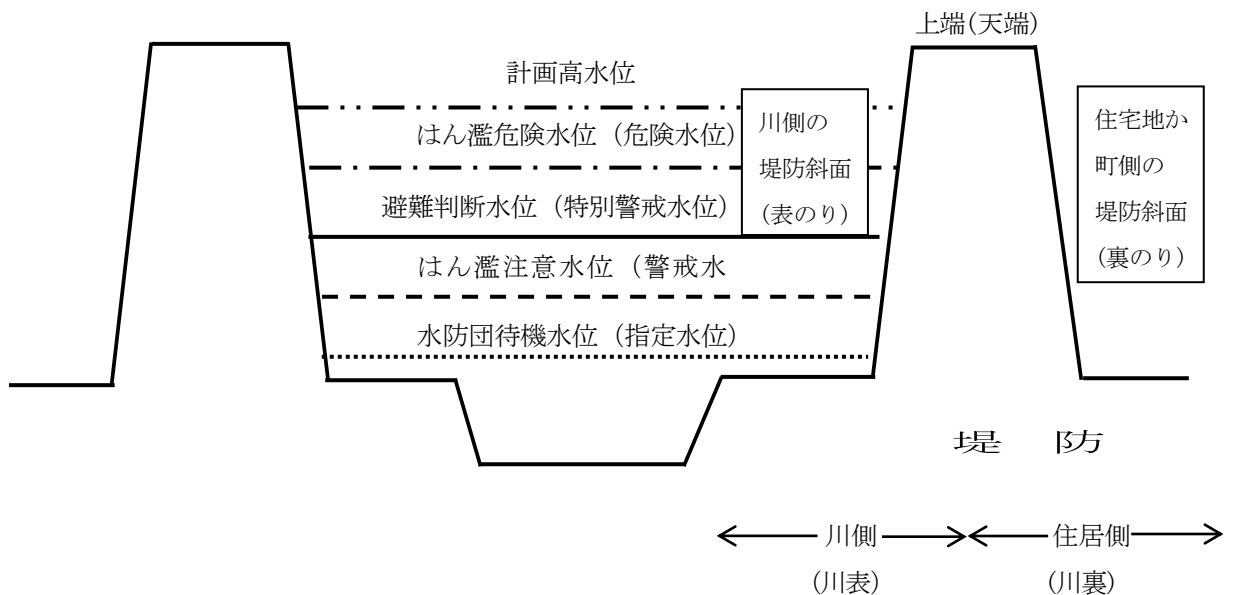 上端(天端)
計画高水位
はん濫危険水位（危険水位）
避難判断水位（特別警戒水位）
はん濫注意水位（警戒水
水防団待機水位（指定水位）
川側の
堤防斜面
（表のり）
住宅地か
町側の
堤防斜面
（裏のり）
堤　防
川側
(川表)
住居側
(川裏)